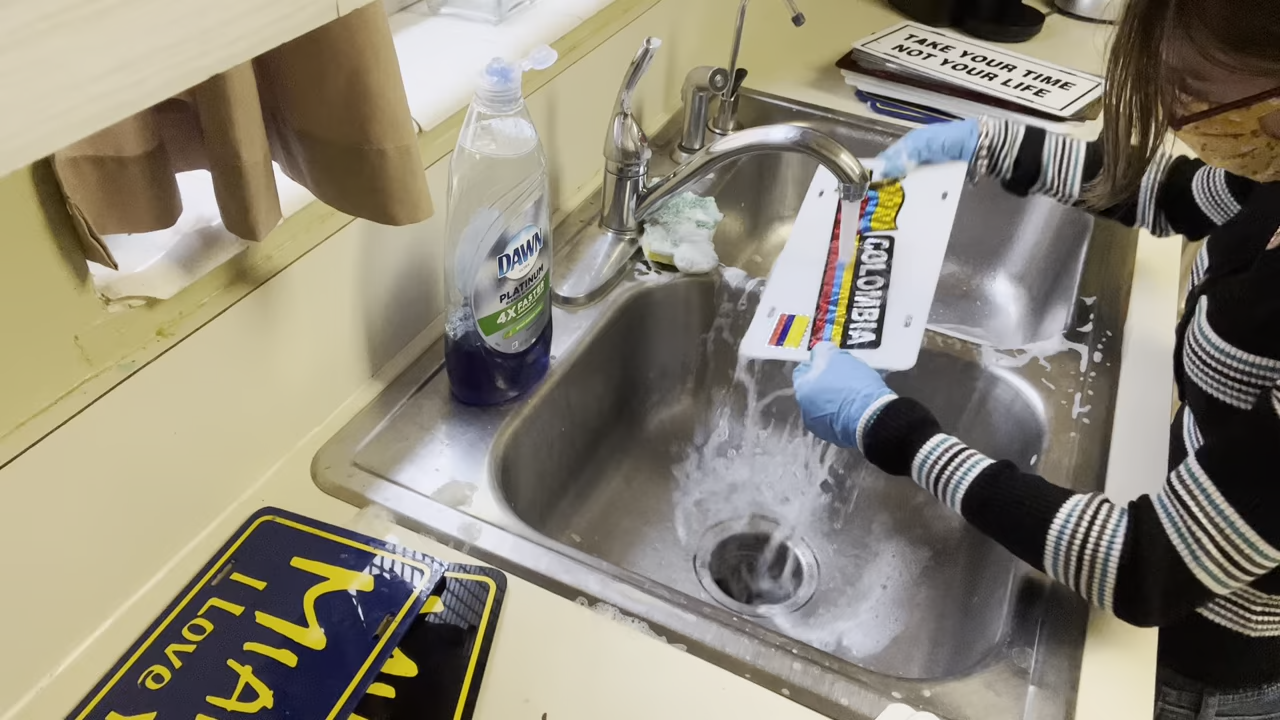 TAKE YOUR TIME
NOT YOUR LIFE
DAWN
PLATINUM
4X FASTER
COLOMBIA
MIA
I Love